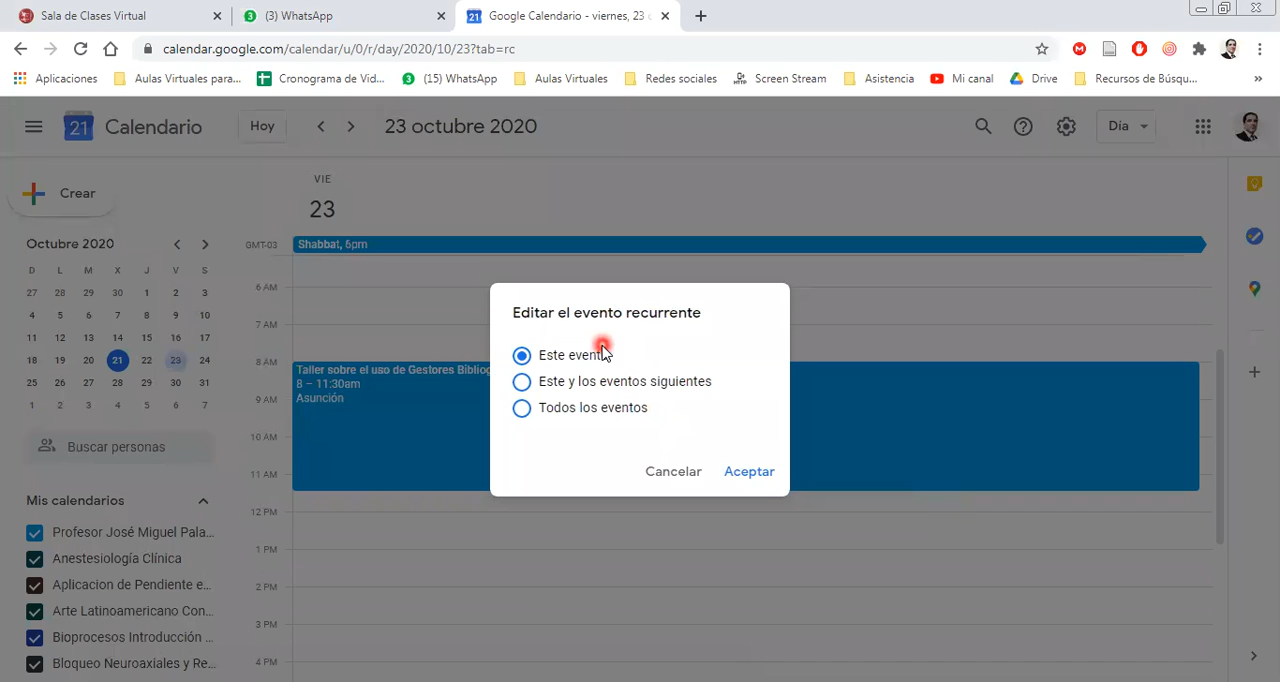 Sala de Clases Virtual
(3) WhatsApp
Google Calendario - viernes, 23
calendar.google.com/calendar/u/0/r/day/2020/10/23?tab=rc
Aplicaciones
Aulas Virtuales para...
Cronograma de Vid...
(15) WhatsApp
Aulas Virtuales
Redes sociales
Screen Stream
Asistencia
Mi canal
Drive
Recursos de Búsqu...
21
Calendario
Hoy
23 octubre 2020
Día
Crear
VIE
23
Octubre 2020
D L M X J V S
27 28 29 30 1 2 3
4 5 6 7 8 9 10
11 12 13 14 15 16 17
18 19 20 21 22 23 24
25 26 27 28 29 30 31
1 2 3 4 5 6 7
GMT-03
Shabbat, 6pm
6 AM
7 AM
8 AM
9 AM
10 AM
11 AM
12 PM
1 PM
2 PM
3 PM
4 PM
Taller sobre el uso de Gestores Bibliog
8 – 11:30am
Asunción
Editar el evento recurrente
Este evento
Este y los eventos siguientes
Todos los eventos
Cancelar
Aceptar
Buscar personas
Mis calendarios
Profesor José Miguel Pala...
Anestesiología Clínica
Aplicacion de Pendiente e...
Arte Latinoamericano Con...
Bioprocesos Introducción ...
Bloqueo Neuroaxiales y Re...